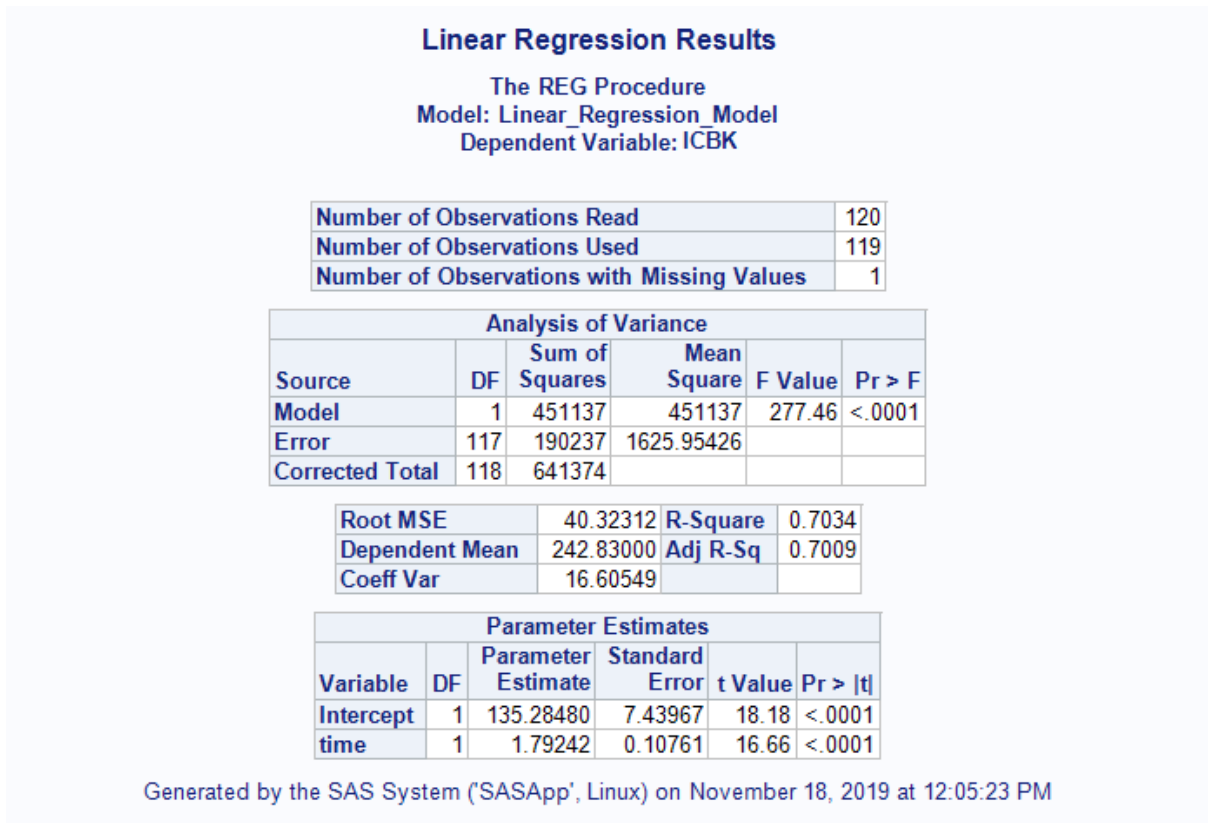 Linear Regression Results
The REG Procedure
Model: Linear_Regression_Model
Dependent Variable: ICBK
Number of Observations Read 120
Number of Observations Used 119
Number of Observations with Missing Values 1
Analysis of Variance
Source DF Sum of Squares Mean Square F Value Pr > F
Model 1 451137 451137 277.46 <.0001
Error 117 190237 1625.95426
Corrected Total 118 641374
Root MSE 40.32312 R-Square 0.7034
Dependent Mean 242.83000 Adj R-Sq 0.7009
Coeff Var 16.60549
Parameter Estimates
Variable DF Parameter Estimate Standard Error t Value Pr > |t|
Intercept 1 135.28480 7.43967 18.18 <.0001
time 1 1.79242 0.10761 16.66 <.0001
Generated by the SAS System ('SASApp', Linux) on November 18, 2019 at 12:05:23 PM